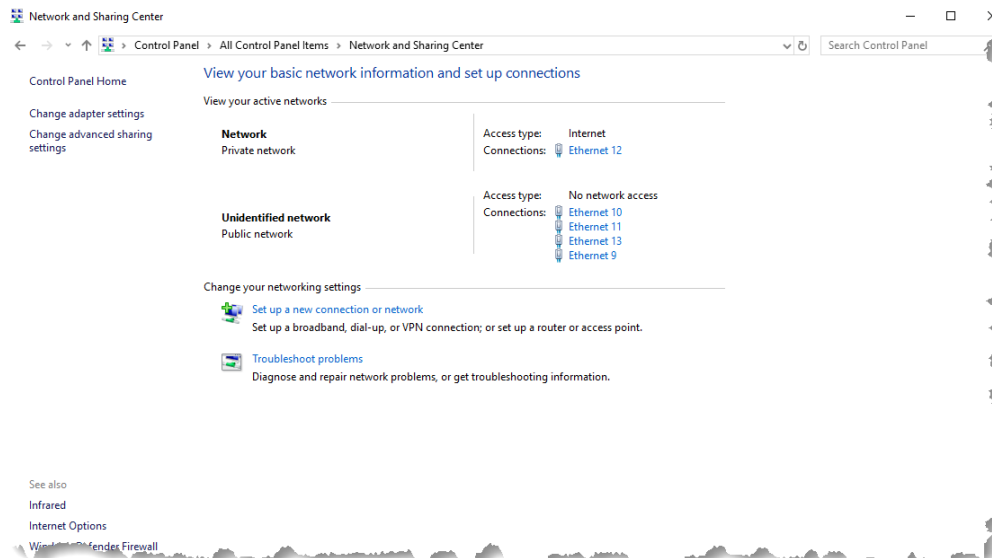 Network and Sharing Center
Control Panel > All Control Panel Items > Network and Sharing Center
Search Control Panel
Control Panel Home
Change adapter settings
Change advanced sharing
settings
View your basic network information and set up connections
View your active networks
Network
Private network
Access type: Internet
Connections: Ethernet 12
Unidentified network
Public network
Access type: No network access
Connections: Ethernet 10
Ethernet 11
Ethernet 13
Ethernet 9
Change your networking settings
Set up a new connection or network
Set up a broadband, dial-up, or VPN connection; or set up a router or access point.
Troubleshoot problems
Diagnose and repair network problems, or get troubleshooting information.
See also
Infrared
Internet Options
Firewall